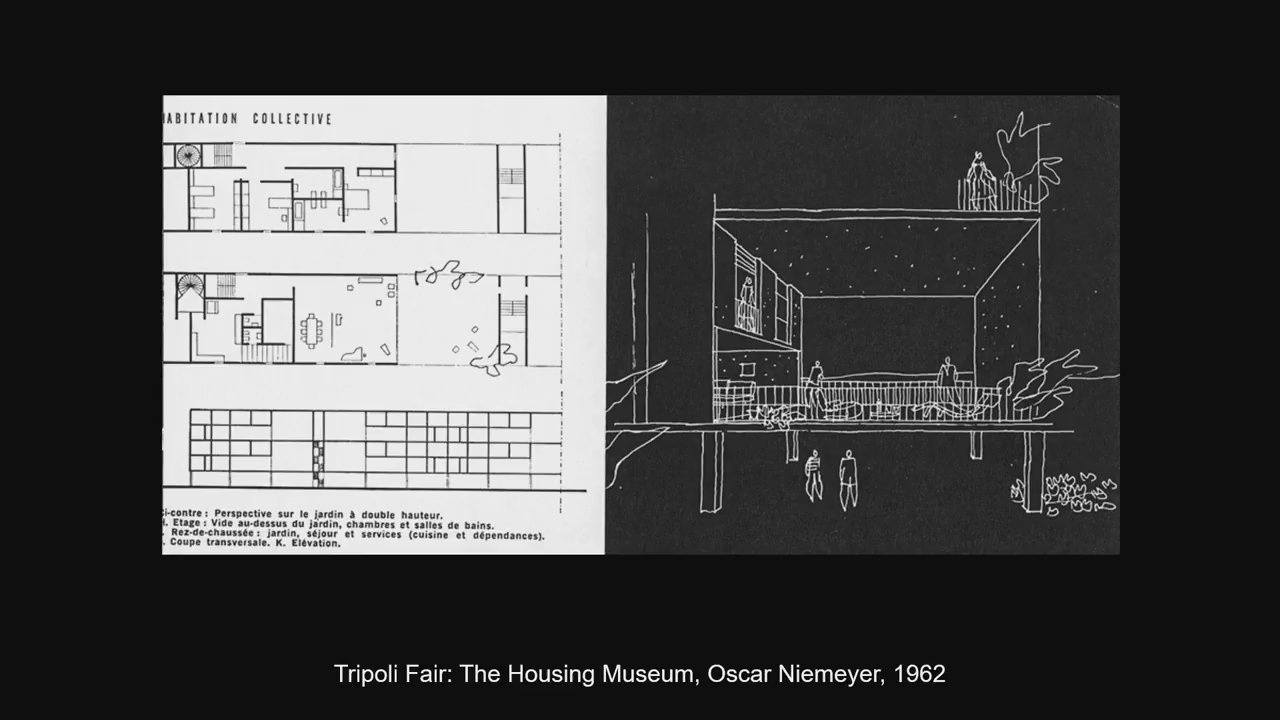 HABITATION COLLECTIVE
Ci-contre : Perspective sur le jardin à double hauteur.
. Etage : Vide au-dessus du jardin, chambres et salles de bains.
. Rez-de-chaussée : jardin, séjour et services (cuisine et dépendances).
. Coupe transversale. K. Elévation.
Tripoli Fair: The Housing Museum, Oscar Niemeyer, 1962